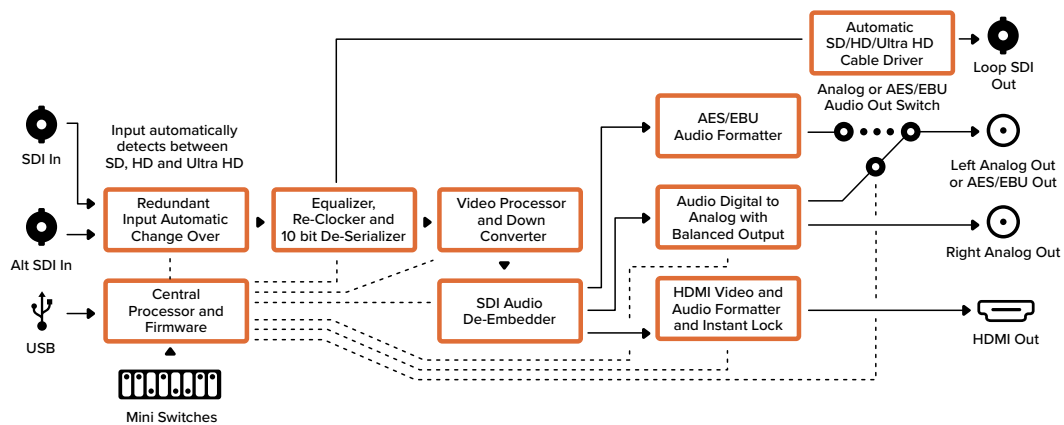 Automatic
SD/HD/Ultra HD
Cable Driver
Loop SDI
Out
Analog or AES/EBU
Audio Out Switch
SDI In
Input automatically
detects between
SD, HD and Ultra HD
AES/EBU
Audio Formatter
Left Analog Out
or AES/EBU Out
Alt SDI In
Redundant
Input Automatic
Change Over
Equalizer,
Re-Clocker and
10 bit De-Serializer
Video Processor
and Down
Converter
Audio Digital to
Analog with
Balanced Output
Right Analog Out
USB
Central
Processor and
Firmware
SDI Audio
De-Embedder
HDMI Video and
Audio Formatter
and Instant Lock
HDMI Out
Mini Switches